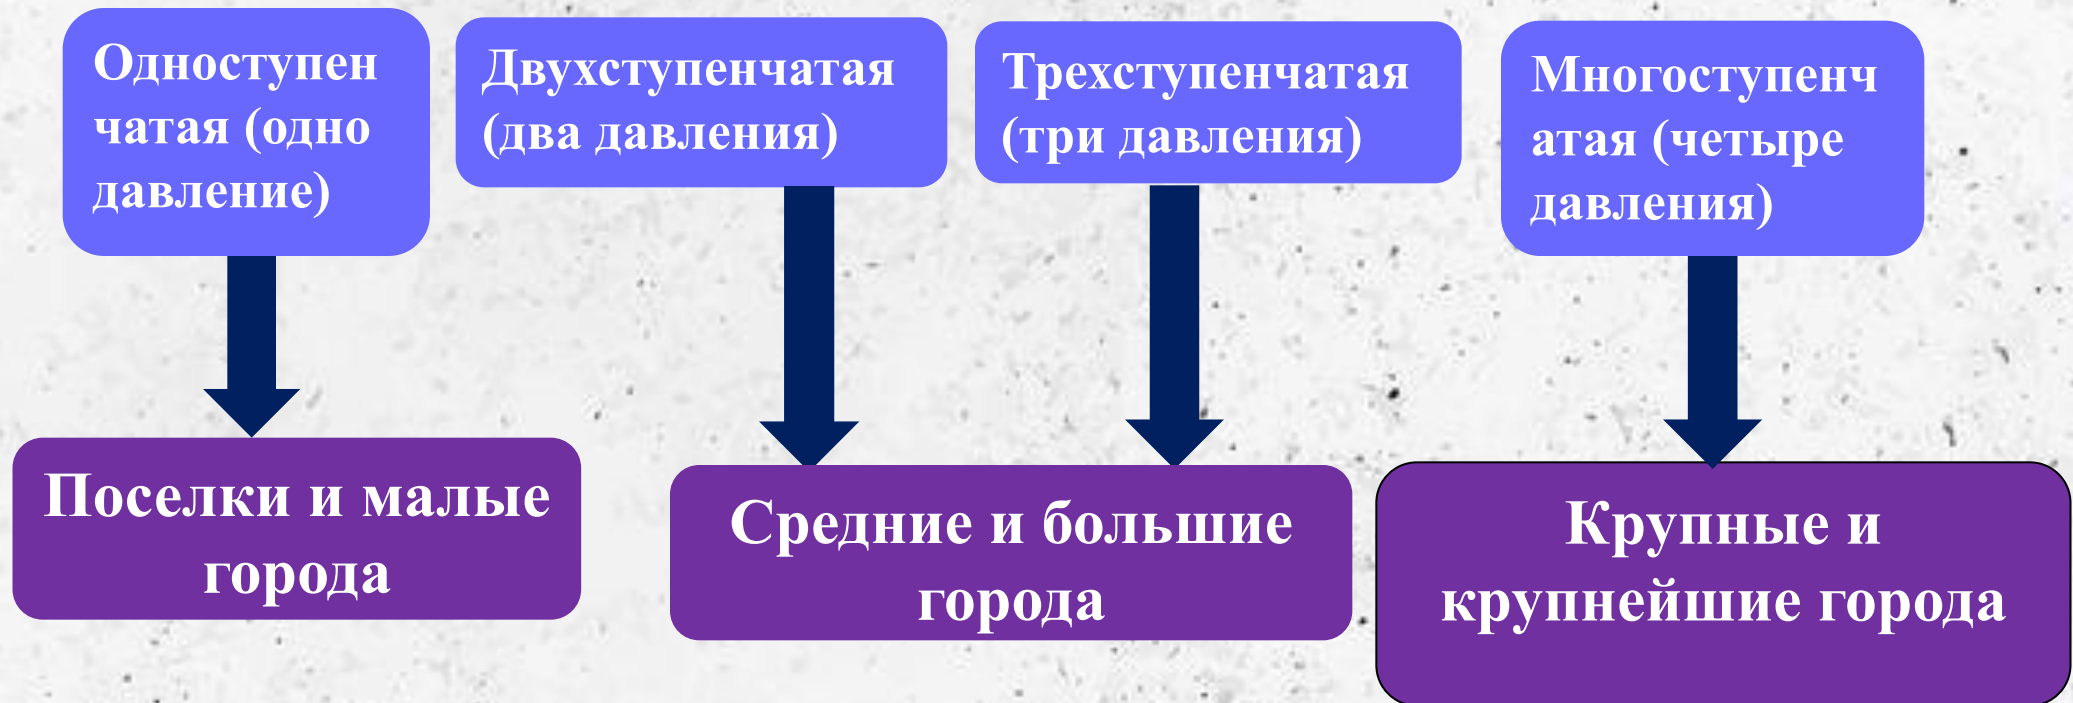 Одноступен
чатая (одно
давление)
Двухступенчатая
(два давления)
Трехступенчатая
(три давления)
Многоступенч
атая (четыре
давления)
Поселки и малые
города
Средние и большие
города
Крупные и
крупнейшие города